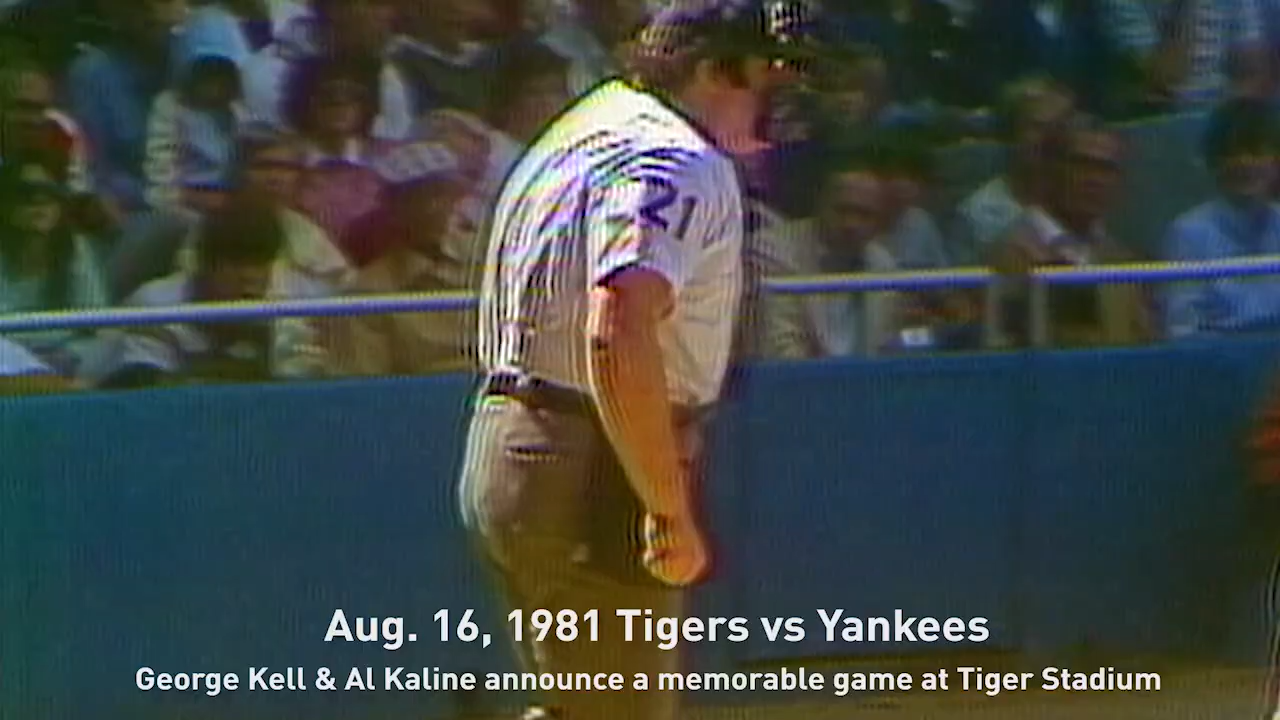 21
Aug. 16, 1981 Tigers vs Yankees
George Kell & Al Kaline announce a memorable game at Tiger Stadium